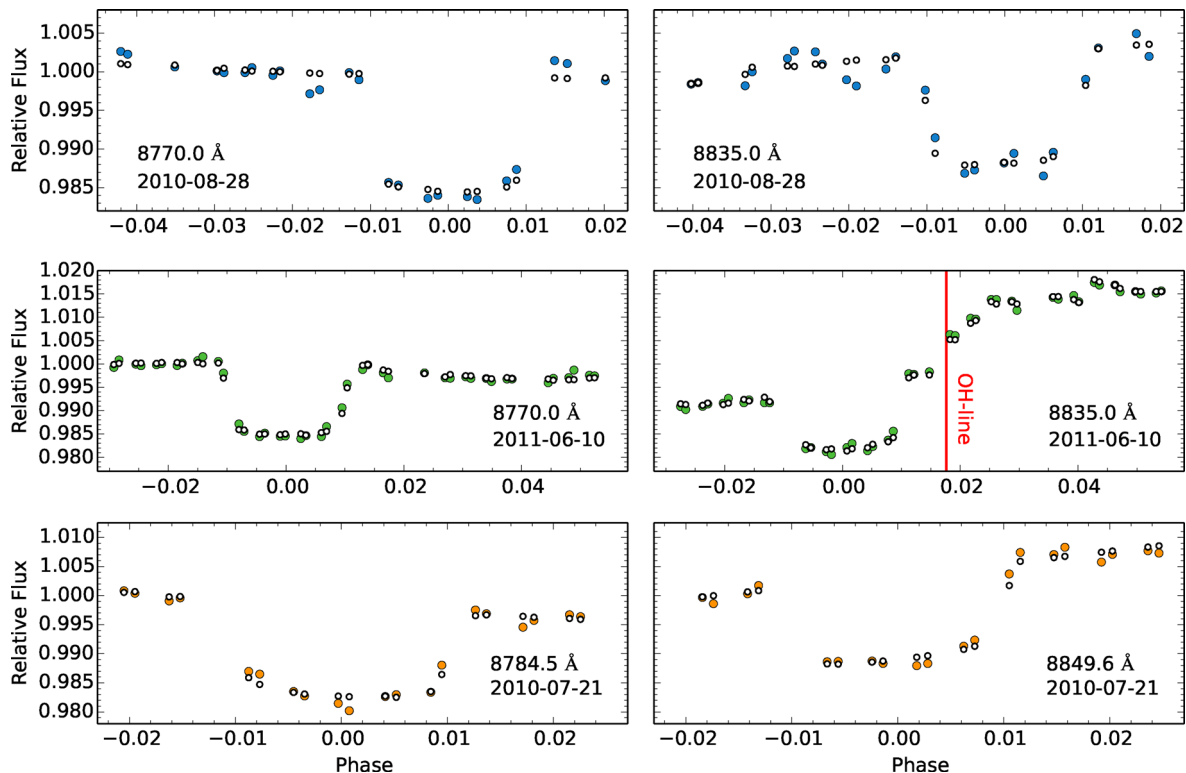 Relative Flux
1.005
1.000
0.995
0.990
0.985
8770.0 Å
2010-08-28
−0.04 −0.03 −0.02 −0.01 0.00 0.01 0.02
8835.0 Å
2010-08-28
−0.04 −0.03 −0.02 −0.01 0.00 0.01 0.02
Relative Flux
1.020
1.015
1.010
1.005
1.000
0.995
0.990
0.985
0.980
8770.0 Å
2011-06-10
−0.02 0.00 0.02 0.04
OH-line
8835.0 Å
2011-06-10
−0.02 0.00 0.02 0.04
Relative Flux
1.010
1.005
1.000
0.995
0.990
0.985
0.980
8784.5 Å
2010-07-21
−0.02 −0.01 0.00 0.01 0.02
Phase
8849.6 Å
2010-07-21
−0.02 −0.01 0.00 0.01 0.02
Phase